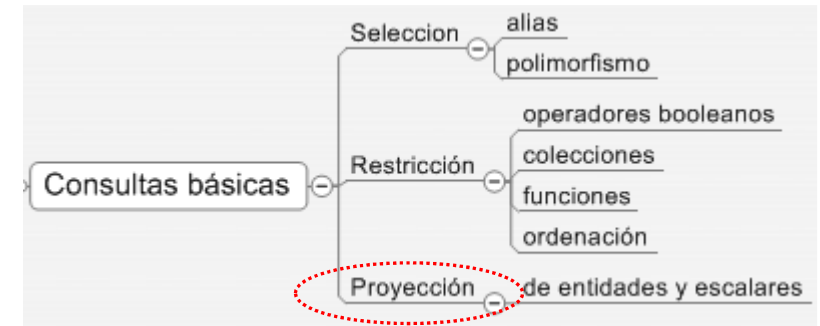 Consultas básicas
Seleccion
alias
polimorfismo
Restricción
operadores booleanos
colecciones
funciones
ordenación
Proyección
de entidades y escalares